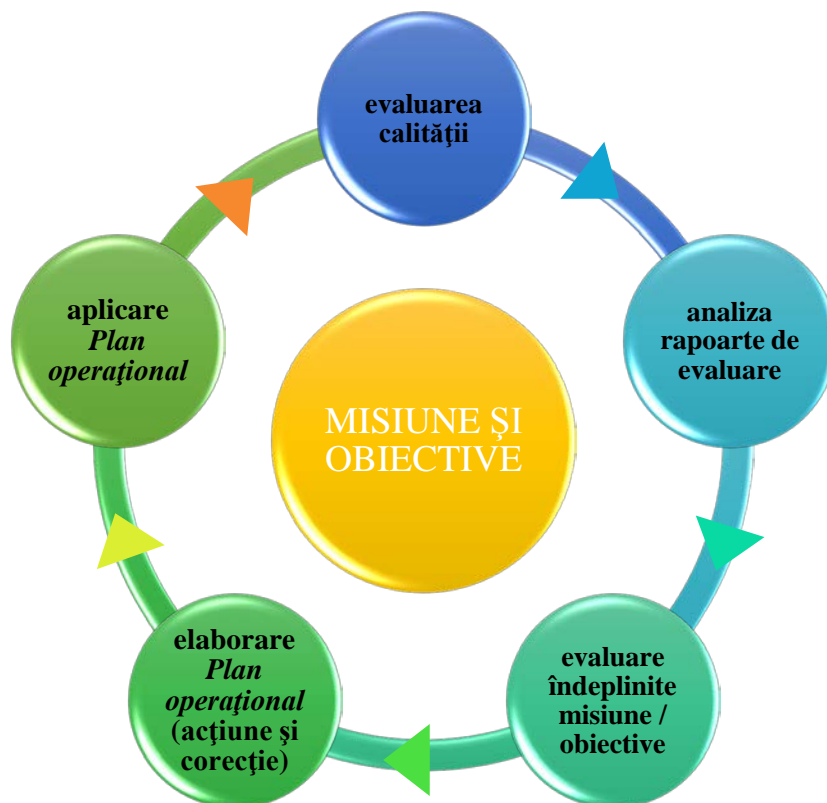 evaluarea
calităţii
analiza
rapoarte de
evaluare
evaluare
îndeplinite
misiune /
obiective
elaborare
Plan
operaţional
(acţiune şi
corecţie)
aplicare
Plan
operaţional
MISIUNE ŞI
OBIECTIVE